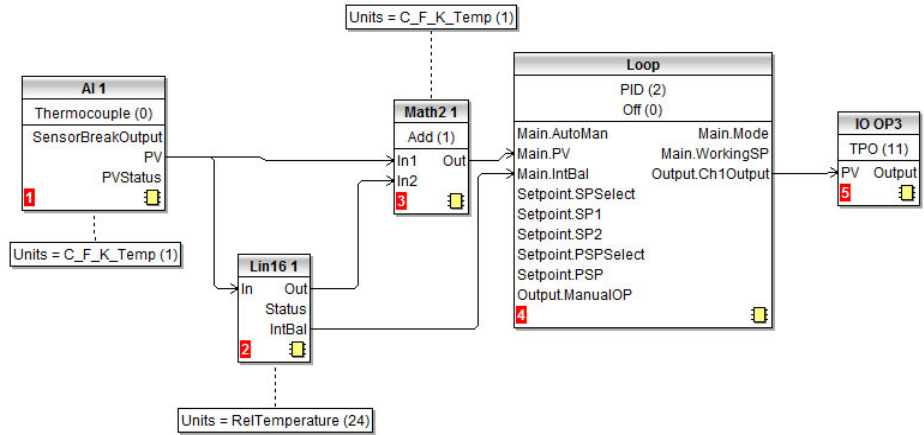 Units = C_F_K_Temp (1)
AI 1
Thermocouple (0)
SensorBreakOutput
PV
PVStatus
1
Units = C_F_K_Temp (1)
Lin16 1
In Out
Status
IntBal
2
Units = RelTemperature (24)
Math2 1
Add (1)
In1 Out
In2
3
Loop
PID (2)
Off (0)
Main.AutoMan Main.Mode
Main.PV Main.WorkingSP
Main.IntBal Output.Ch1Output
Setpoint.SPSelect
Setpoint.SP1
Setpoint.SP2
Setpoint.PSPSelect
Setpoint.PSP
Output.ManualOP
4
IO OP3
TPO (11)
PV Output
5